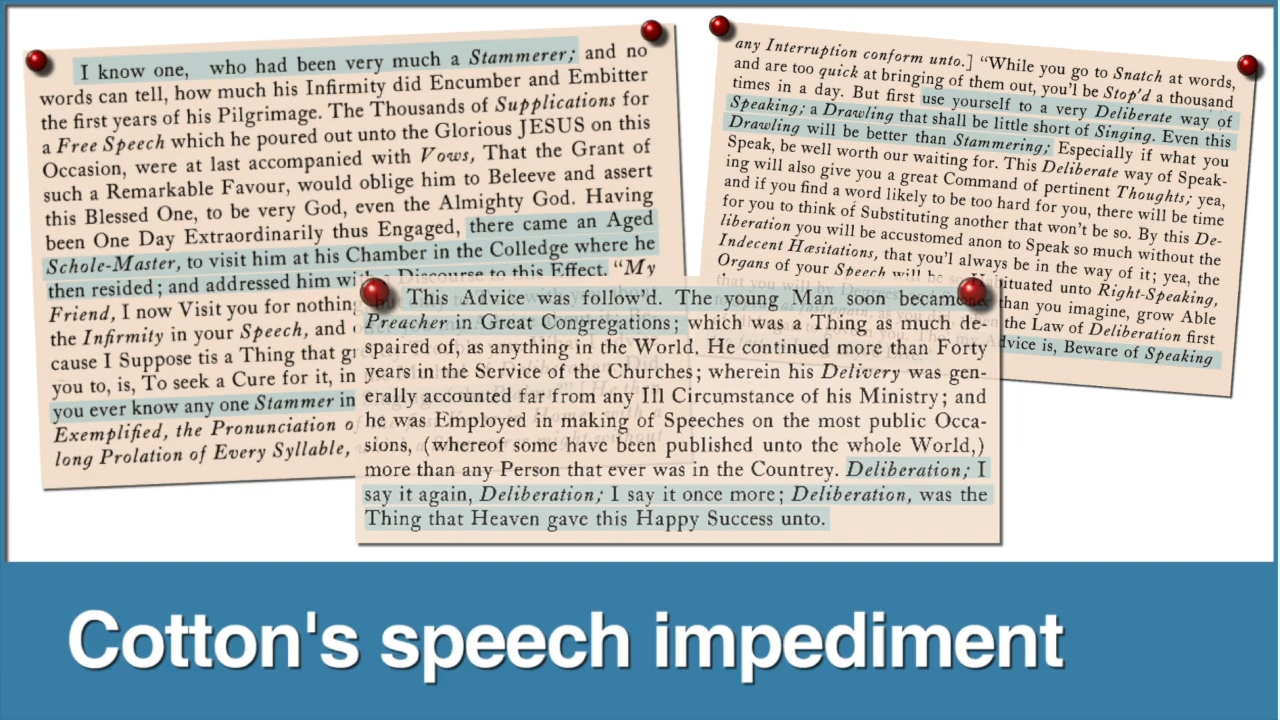 I know one, who had been very much a Stammerer; and no
words can tell, how much his Infirmity did Encumber and Embitter
the first years of his Pilgrimage. The Thousands of Supplications for
a Free Speech which he poured out unto the Glorious JESUS on this
Occasion, were at last accompanied with Vows, That the Grant of
such a Remarkable Favour, would oblige him to Beleeve and assert
this Blessed One, to be very God, even the Almighty God. Having
been One Day Extraordinarily thus Engaged, there came an Aged
Schole-Master, to visit him at his Chamber in the Colledge where he
then resided; and addressed him with a Discourse to this Effect. “My
Friend, I now Visit you for nothing
the Infirmity in your Speech, and
cause I Suppose tis a Thing that
you to, is, To seek a Cure for it, in
you ever know any one Stammer in
Exemplified, the Pronunciation
long Prolation of Every Syllable,
any Interruption conform unto.] “While you go to Snatch at words,
and are too quick at bringing of them out, you'll be Stop'd a thousand
times in a day. But first use yourself to a very Deliberate way of
Speaking; a Drawling that shall be little short of Singing. Even this
Drawling will be better than Stammering; Especially if what you
Speak, be well worth our waiting for. This Deliberate way of Speak-
ing will also give you a great Command of pertinent Thoughts; yea,
and if you find a word likely to be too hard for you, there will be time
for you to think of Substituting another that won't be so. By this De-
liberation you will be accustomed anon to Speak so much without the
Indecent Hæsitations, that you'll always be in the way of it; yea, the
Organs of your Speech will be so Habituated unto Right-Speaking,
than you imagine, grow Able
the Law of Deliberation first
Advice is, Beware of Speaking
This Advice was follow'd. The young Man soon became
Preacher in Great Congregations; which was a Thing as much de-
spaired of, as anything in the World. He continued more than Forty
years in the Service of the Churches; wherein his Delivery was gen-
erally accounted far from any Ill Circumstance of his Ministry; and
he was Employed in making of Speeches on the most public Occa-
sions, (whereof some have been published unto the whole World,)
more than any Person that ever was in the Countrey. Deliberation; I
say it again, Deliberation; I say it once more; Deliberation, was the
Thing that Heaven gave this Happy Success unto.
Cotton's speech impediment